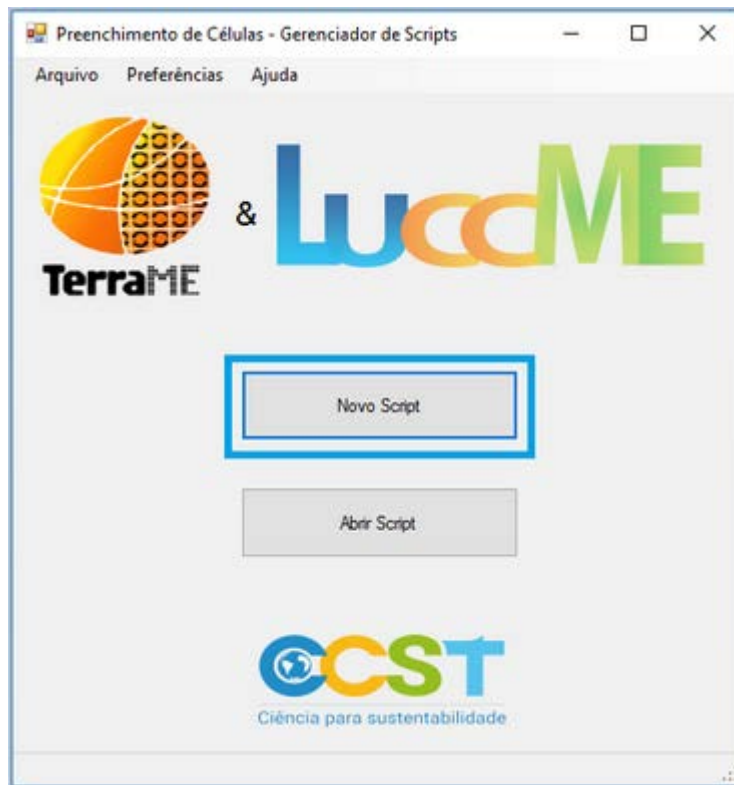 Preenchimento de Células - Gerenciador de Scripts
Arquivo Preferências Ajuda
TerraME & LuccME
Novo Script
Abrir Script
CCST
Ciência para sustentabilidade